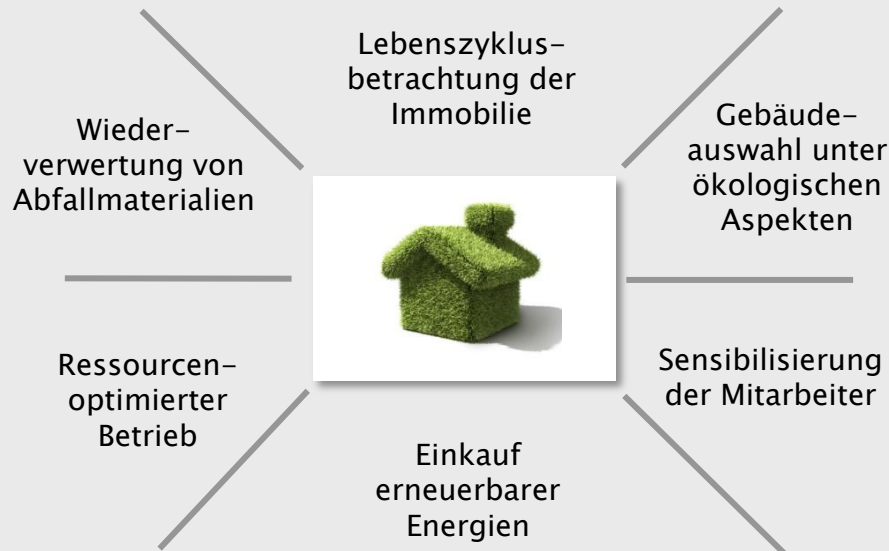 Lebenszyklus-
betrachtung der
Immobilie
Gebäude-
auswahl unter
ökologischen
Aspekten
Sensibilisierung
der Mitarbeiter
Einkauf
erneuerbarer
Energien
Ressourcen-
optimierter
Betrieb
Wieder-
verwertung von
Abfallmaterialien